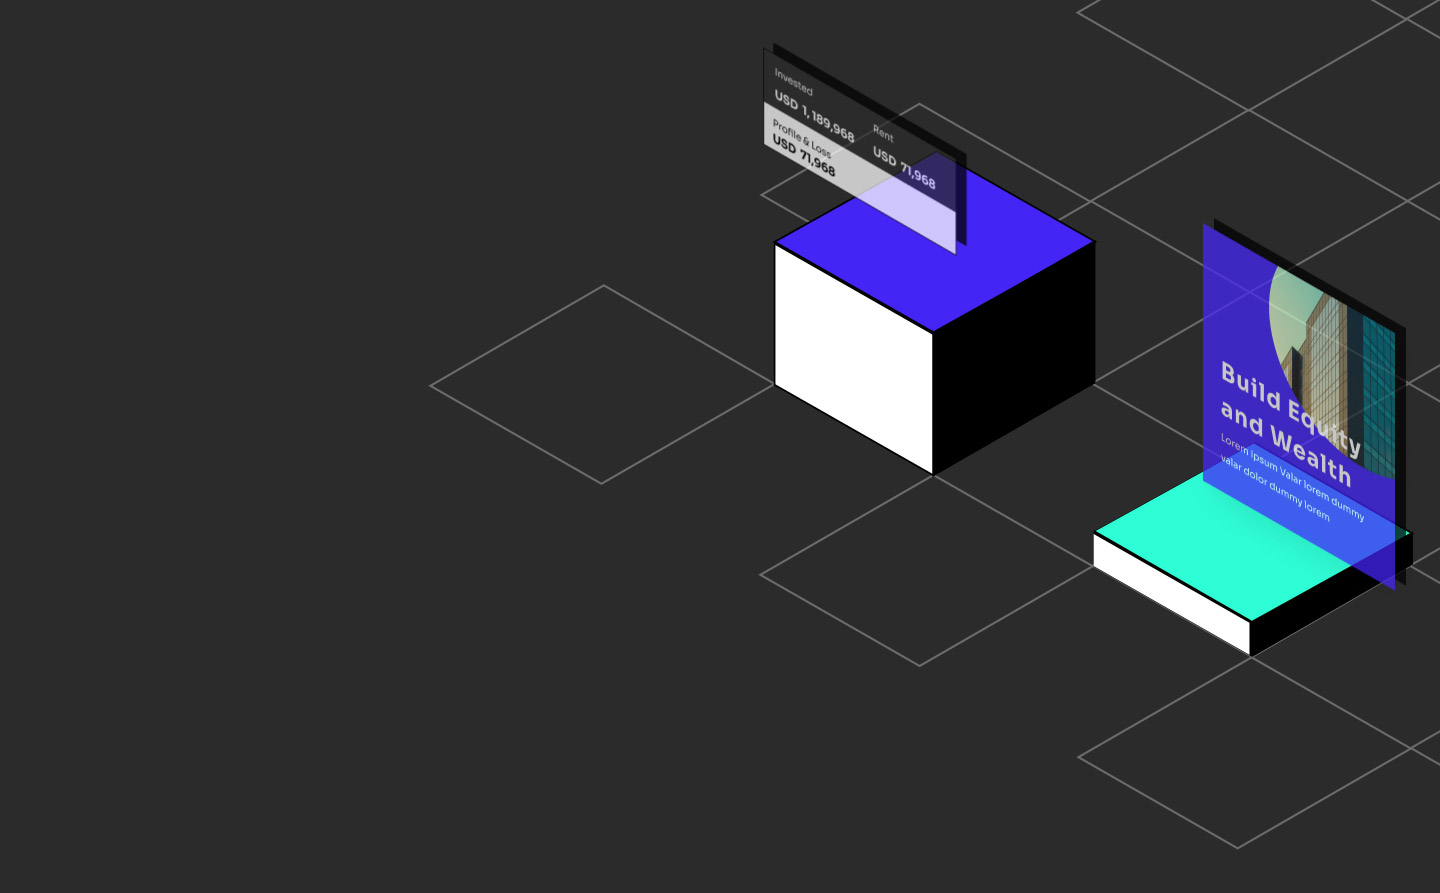 Invested
USD 1,189,968
Rent
USD 71,968
Profile & Loss
USD 71,968
Build Equity
and Wealth
Lorem ipsum Valar lorem dummy
valar dolor dummy lorem